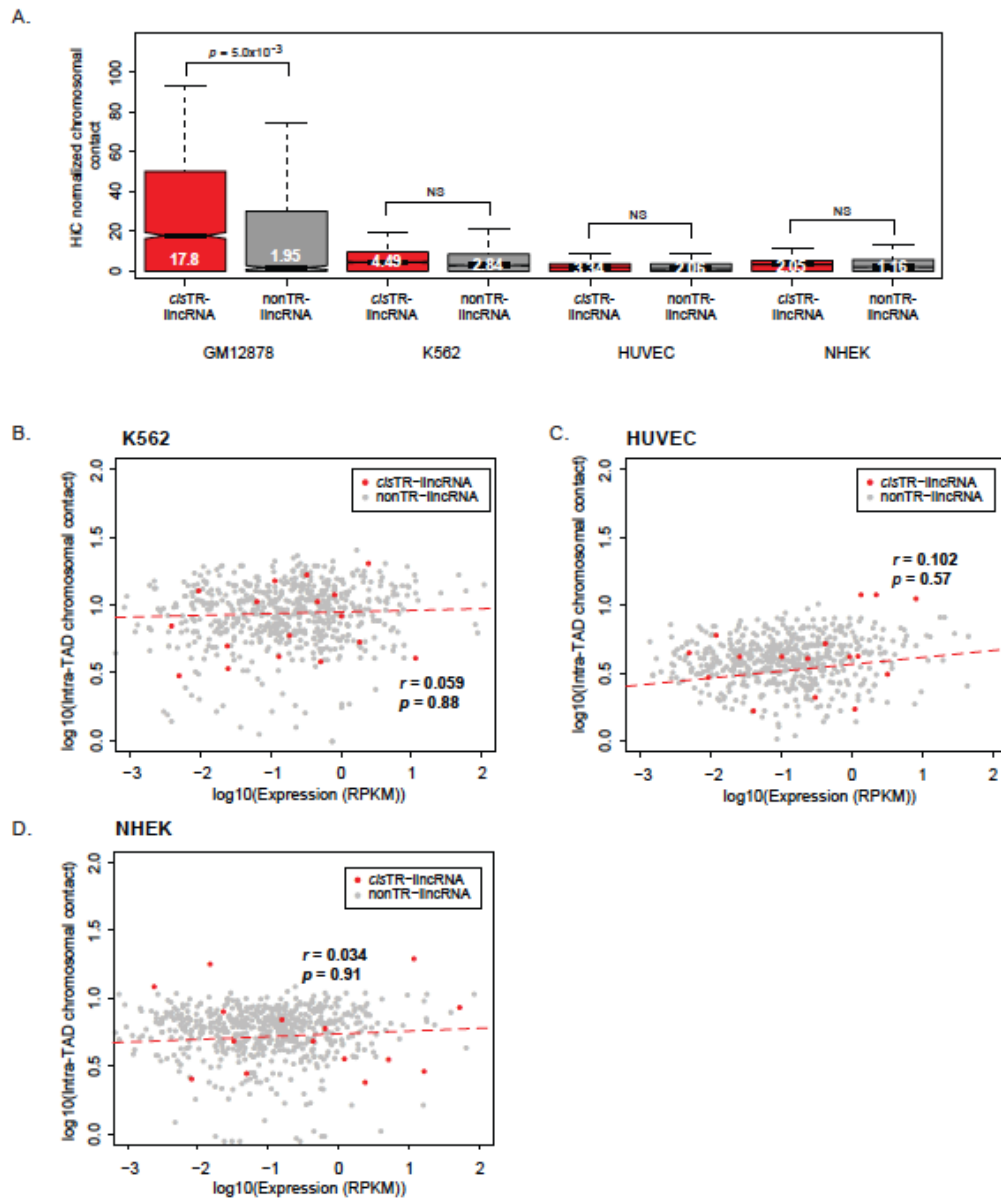 A.
HiC normalized chromosomal
contact
0 20 40 60 80 100
p = 5.0x10-3
NS
NS
NS
17.8
1.95
4.49
2.84
3.34
2.06
2.05
1.16
cisTR-
lincRNA
nonTR-
lincRNA
cisTR-
lincRNA
nonTR-
lincRNA
cisTR-
lincRNA
nonTR-
lincRNA
cisTR-
lincRNA
nonTR-
lincRNA
GM12878
K562
HUVEC
NHEK
B.
K562
log10(Intra-TAD chromosomal contact)
0.0 0.5 1.0 1.5 2.0
cisTR-lincRNA
nonTR-lincRNA
r = 0.059
p = 0.88
-3 -2 -1 0 1 2
log10(Expression (RPKM))
C.
HUVEC
log10(Intra-TAD chromosomal contact)
0.0 0.5 1.0 1.5 2.0
cisTR-lincRNA
nonTR-lincRNA
r = 0.102
p = 0.57
-3 -2 -1 0 1 2
log10(Expression (RPKM))
D.
NHEK
log10(Intra-TAD chromosomal contact)
0.0 0.5 1.0 1.5 2.0
cisTR-lincRNA
nonTR-lincRNA
r = 0.034
p = 0.91
-3 -2 -1 0 1 2
log10(Expression (RPKM))